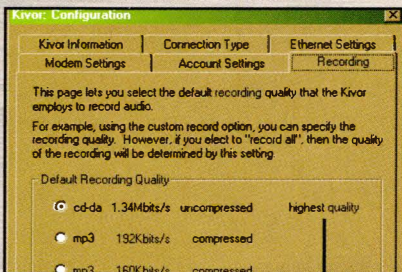 Kivor: Configuration
Kivor Information Connection Type Ethernet Settings
Modem Settings Account Settings Recording
This page lets you select the default recording quality that the Kivor
employs to record audio.
For example, using the custom record option, you can specify the
recording quality. However, if you elect to "record all", then the quality
of the recording will be determined by this setting.
Default Recording Quality
cd-da 1.34Mbits/s uncompressed highest quality
mp3 192Kbits/s compressed
mp3 160Kbits/s compressed